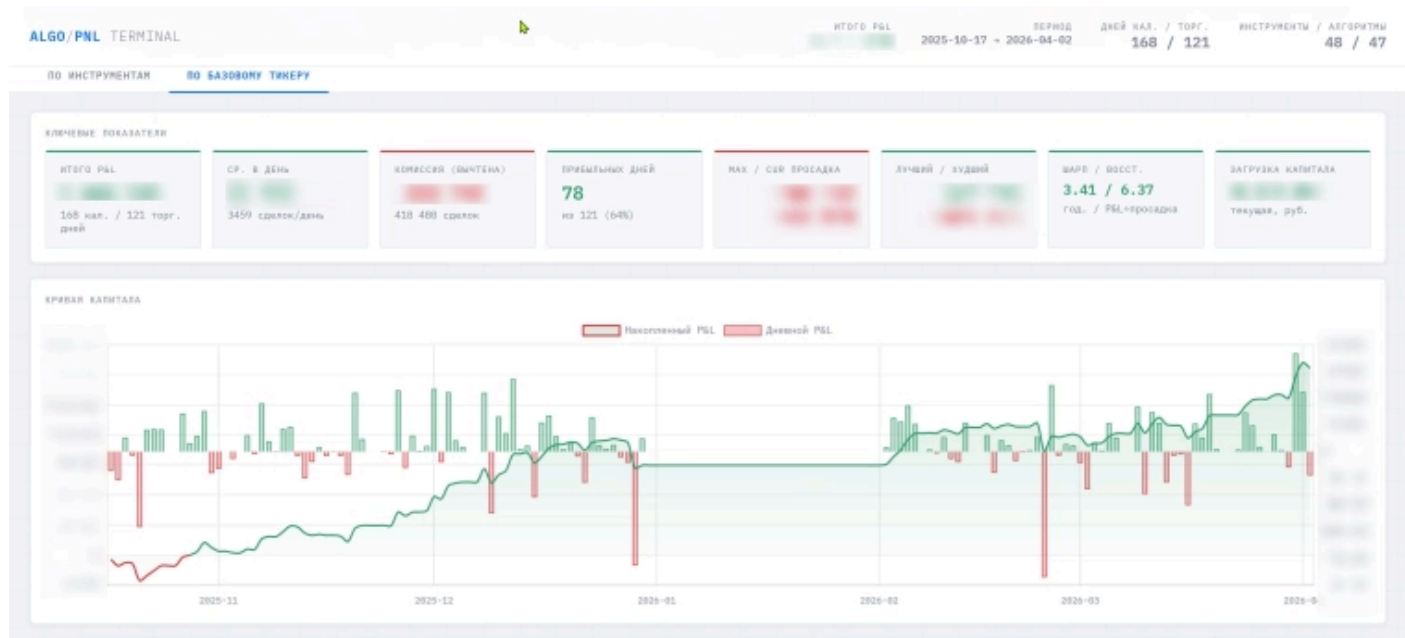 ALGO/PNL TERMINAL
ИТОГО P&L
ПЕРИОД
2025-10-17 → 2026-04-02
ДНЕЙ КАЛ. / ТОРГ.
168 / 121
ИНСТРУМЕНТЫ / АЛГОРИТМЫ
48 / 47
ПО ИНСТРУМЕНТАМ
ПО БАЗОВОМУ ТИКЕРУ
КЛЮЧЕВЫЕ ПОКАЗАТЕЛИ
ИТОГО P&L
168 кал. / 121 торг.
дней
СР. В ДЕНЬ
3459 сделок/день
КОМИССИЯ (ВЫЧТЕНА)
418 480 сделок
ПРИБЫЛЬНЫХ ДНЕЙ
78
из 121 (64%)
MAX / CUR ПРОСАДКА
ЛУЧШИЙ / ХУДШИЙ
ШАРП / ВОССТ.
3.41 / 6.37
год. / P&L÷просадка
ЗАГРУЗКА КАПИТАЛА
текущая, руб.
КРИВАЯ КАПИТАЛА
Накопленный P&L
Дневной P&L
2025-11
2025-12
2026-01
2026-02
2026-03